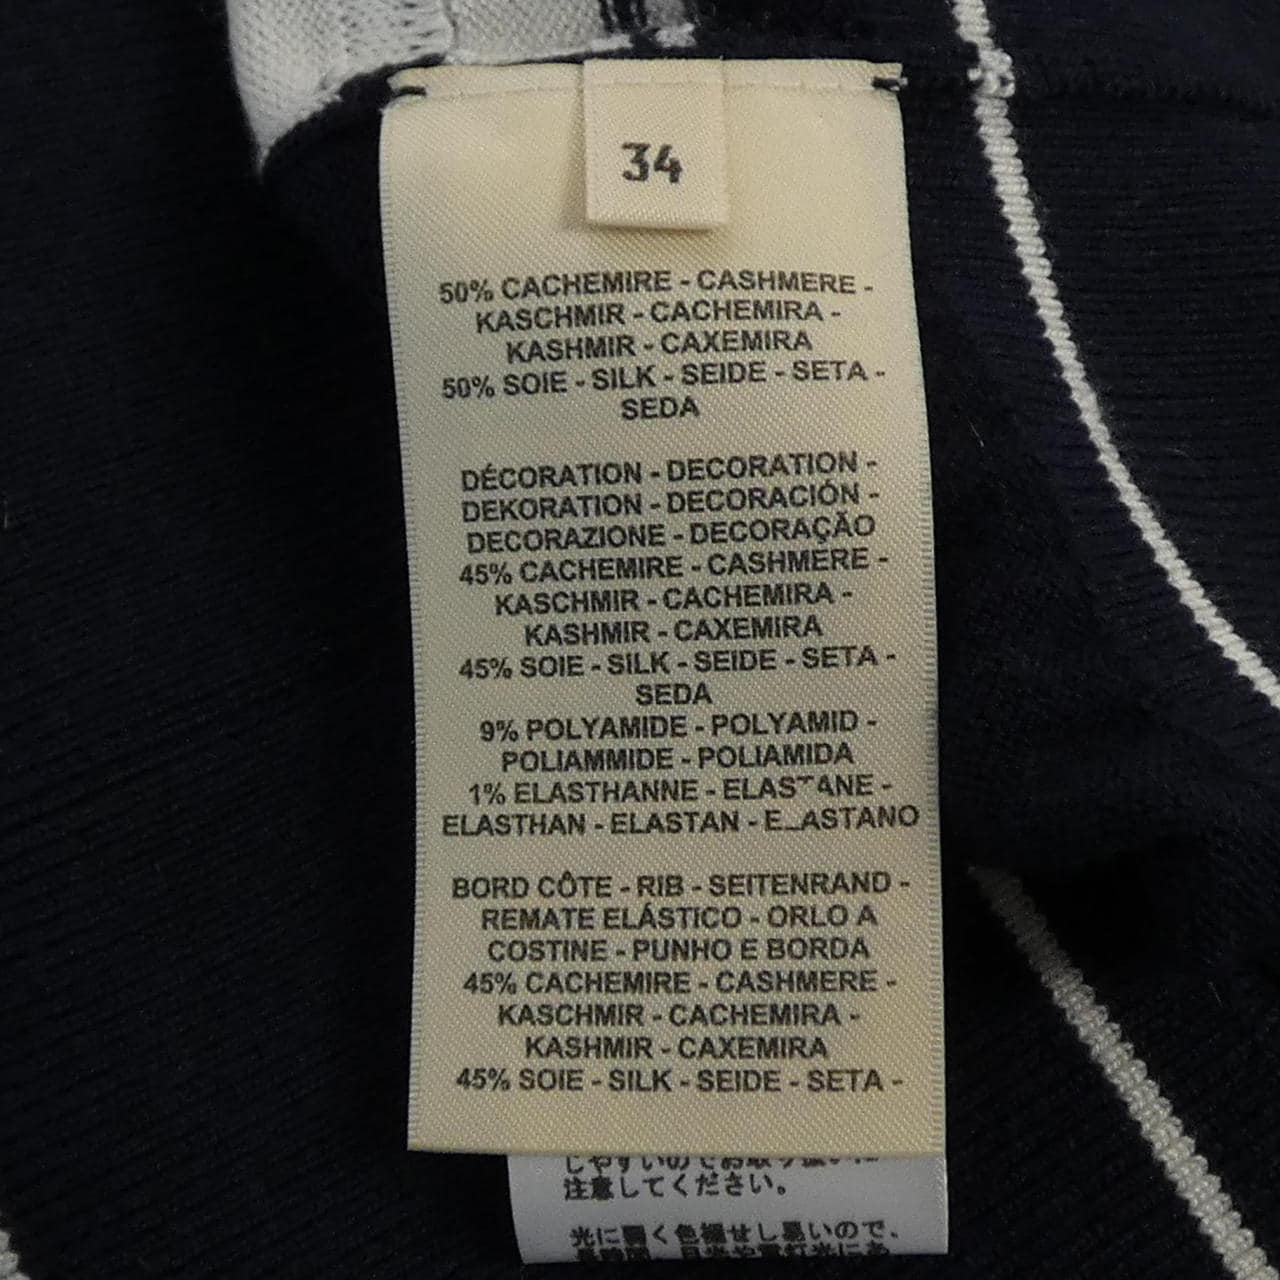 34
50% CACHEMIRE - CASHMERE -
KASCHMIR - CACHEMIRA -
KASHMIR - CAXEMIRA
50% SOIE - SILK - SEIDE - SETA -
SEDA
DÉCORATION - DECORATION -
DEKORATION - DECORACIÓN -
DECORAZIONE - DECORAÇÃO
45% CACHEMIRE - CASHMERE -
KASCHMIR - CACHEMIRA -
KASHMIR - CAXEMIRA
45% SOIE - SILK - SEIDE - SETA -
SEDA
9% POLYAMIDE - POLYAMID -
POLIAMMIDE - POLIAMIDA
1% ELASTHANNE - ELASTANE -
ELASTHAN - ELASTAN - ELASTANO
BORD CÔTE - RIB - SEITENRAND -
REMATE ELÁSTICO - ORLO A
COSTINE - PUNHO E BORDA
45% CACHEMIRE - CASHMERE -
KASCHMIR - CACHEMIRA -
KASHMIR - CAXEMIRA
45% SOIE - SILK - SEIDE - SETA -
注意してください。
光に弱く色褪せし易いので、